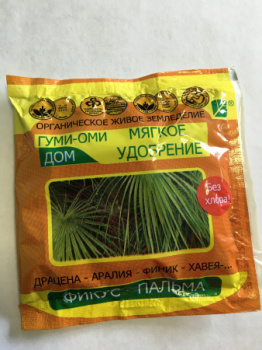 ОРГАНИЧЕСКОЕ ЖИВОЕ ЗЕМЛЕДЕЛИЕ
ГУМИ-ОМИ МЯГКОЕ
ДОМ УДОБРЕНИЕ
Без
хлора!
ДРАЦЕНА - АРАЛИЯ - ФИНИК - ХАВЕЯ-...
ФИКУС ПАЛЬМА